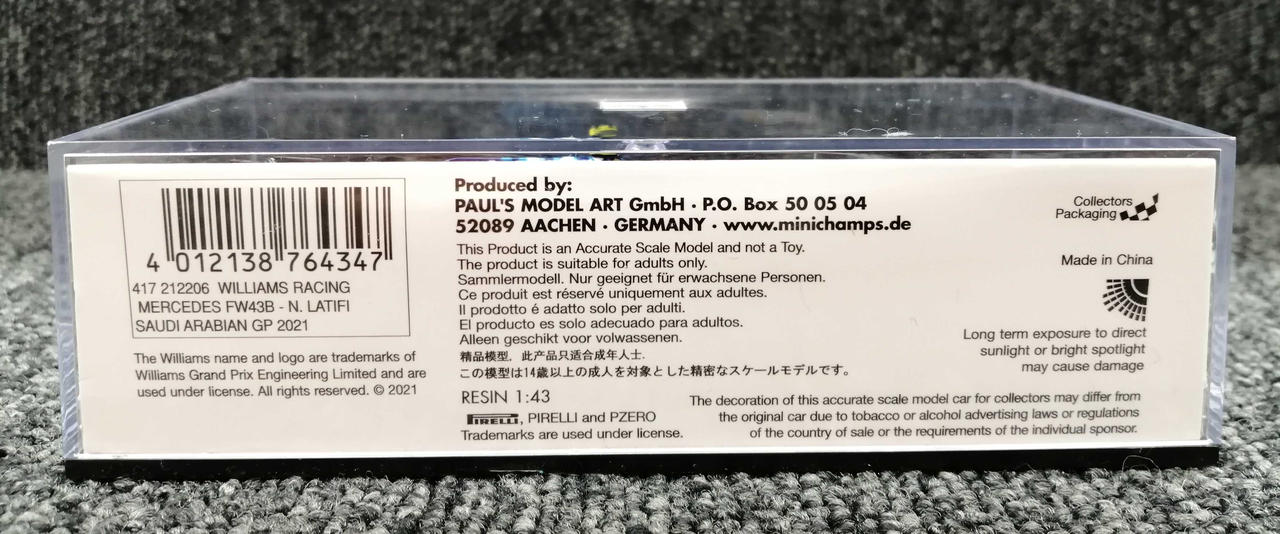 4 012138 764347
417 212206 WILLIAMS RACING
MERCEDES FW43B - N. LATIFI
SAUDI ARABIAN GP 2021
The Williams name and logo are trademarks of
Williams Grand Prix Engineering Limited and are
used under license. All rights reserved. © 2021
Produced by:
PAUL'S MODEL ART GmbH · P.O. Box 50 05 04
52089 AACHEN · GERMANY · www.minichamps.de
This Product is an Accurate Scale Model and not a Toy.
The product is suitable for adults only.
Sammlermodell. Nur geeignet für erwachsene Personen.
Ce produit est réservé uniquement aux adultes.
Il prodótto é adatto solo per adulti.
El producto es solo adecuado para adultos.
Alleen geschikt voor volwassenen.
精品模型, 此产品只适合成年人士.
この模型は14歳以上の成人を対象とした精密なスケールモデルです。
RESIN 1:43
PIRELLI, PIRELLI and PZERO
Trademarks are used under license.
Collectors
Packaging
Made in China
Long term exposure to direct
sunlight or bright spotlight
may cause damage
The decoration of this accurate scale model car for collectors may differ from
the original car due to tobacco or alcohol advertising laws or regulations
of the country of sale or the requirements of the individual sponsor.